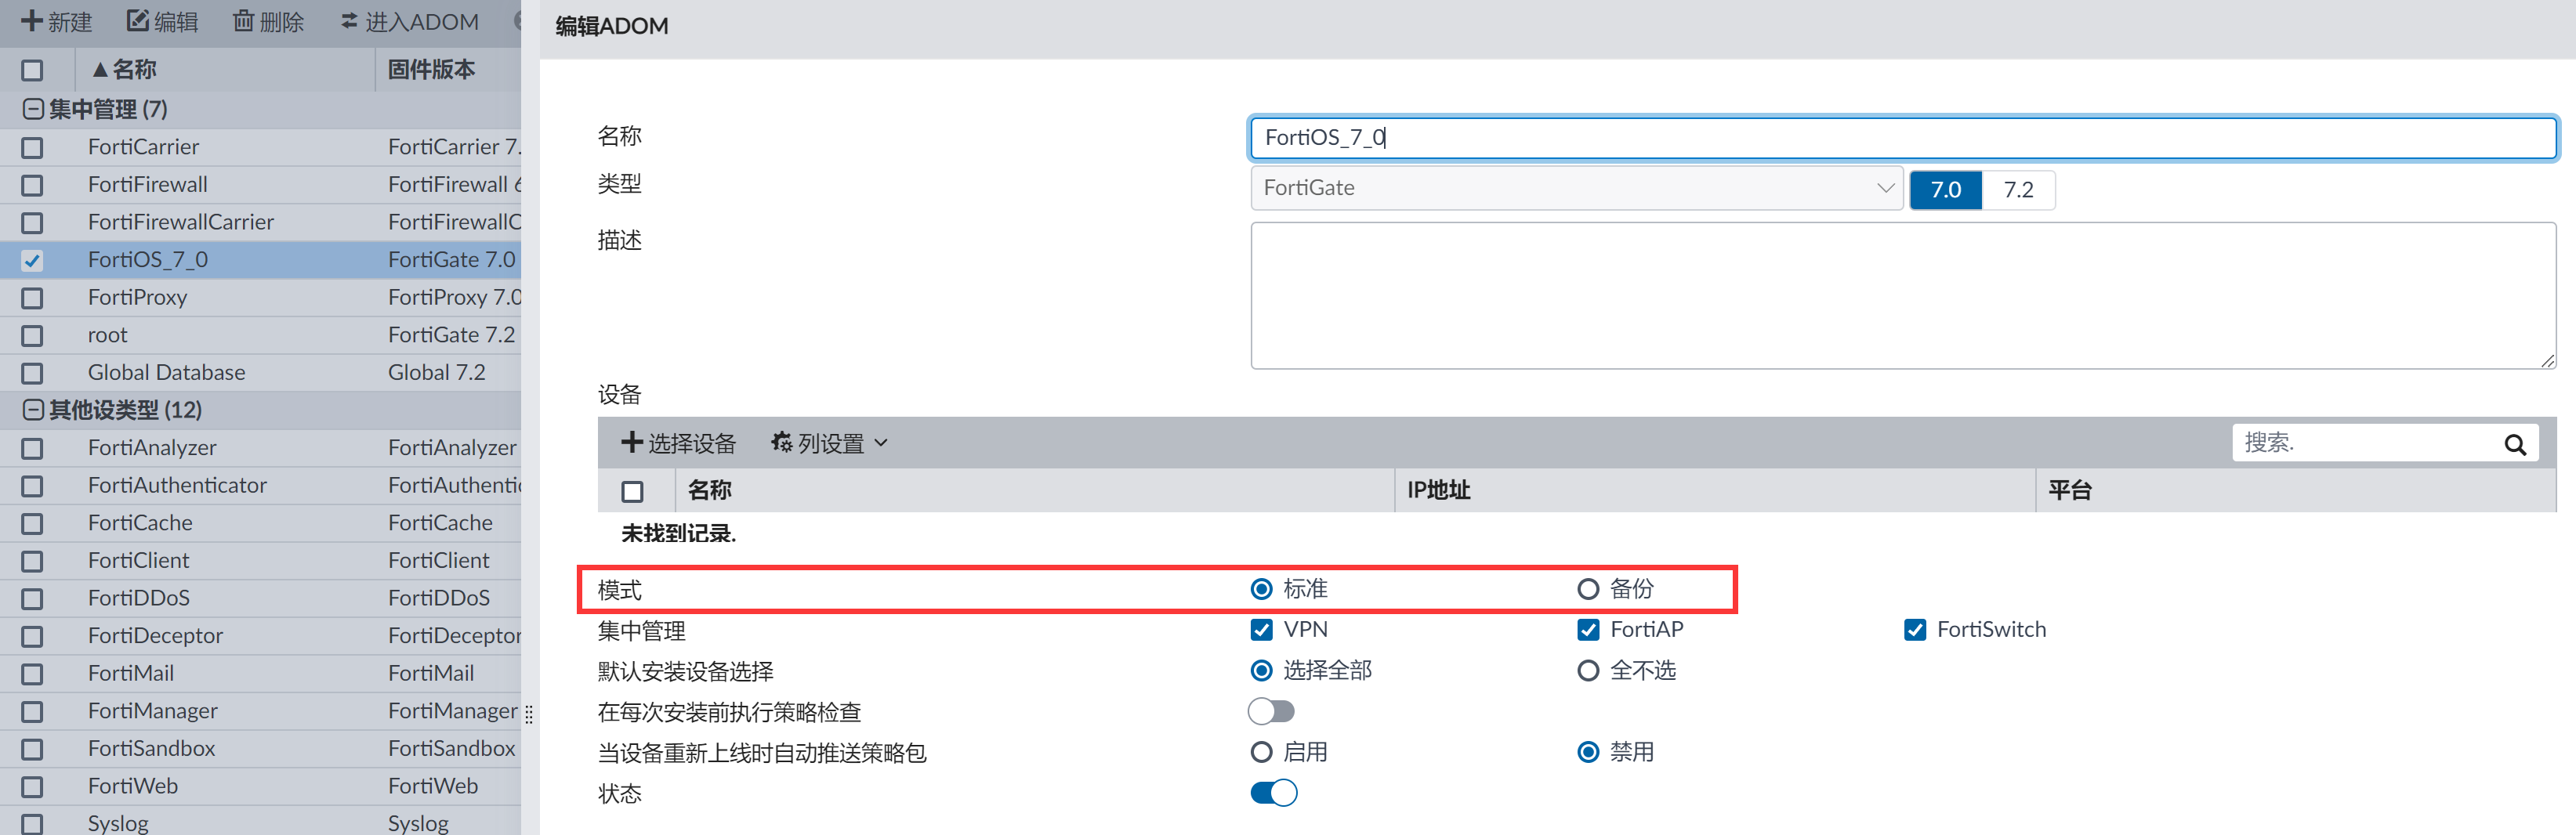 新建 编辑 删除 进入ADOM
▲名称 固件版本
集中管理 (7)
FortiCarrier FortiCarrier 7.
FortiFirewall FortiFirewall 6
FortiFirewallCarrier FortiFirewallC
FortiOS_7_0 FortiGate 7.0
FortiProxy FortiProxy 7.0
root FortiGate 7.2
Global Database Global 7.2
其他设类型 (12)
FortiAnalyzer FortiAnalyzer
FortiAuthenticator FortiAuthentic
FortiCache FortiCache
FortiClient FortiClient
FortiDDoS FortiDDoS
FortiDeceptor FortiDeceptor
FortiMail FortiMail
FortiManager FortiManager
FortiSandbox FortiSandbox
FortiWeb FortiWeb
Syslog Syslog
编辑ADOM
名称 FortiOS_7_0
类型 FortiGate 7.0 7.2
描述
设备
选择设备 列设置 搜索.
名称 IP地址 平台
未找到记录.
模式 标准 备份
集中管理 VPN FortiAP FortiSwitch
默认安装设备选择 选择全部 全不选
在每次安装前执行策略检查
当设备重新上线时自动推送策略包 启用 禁用
状态